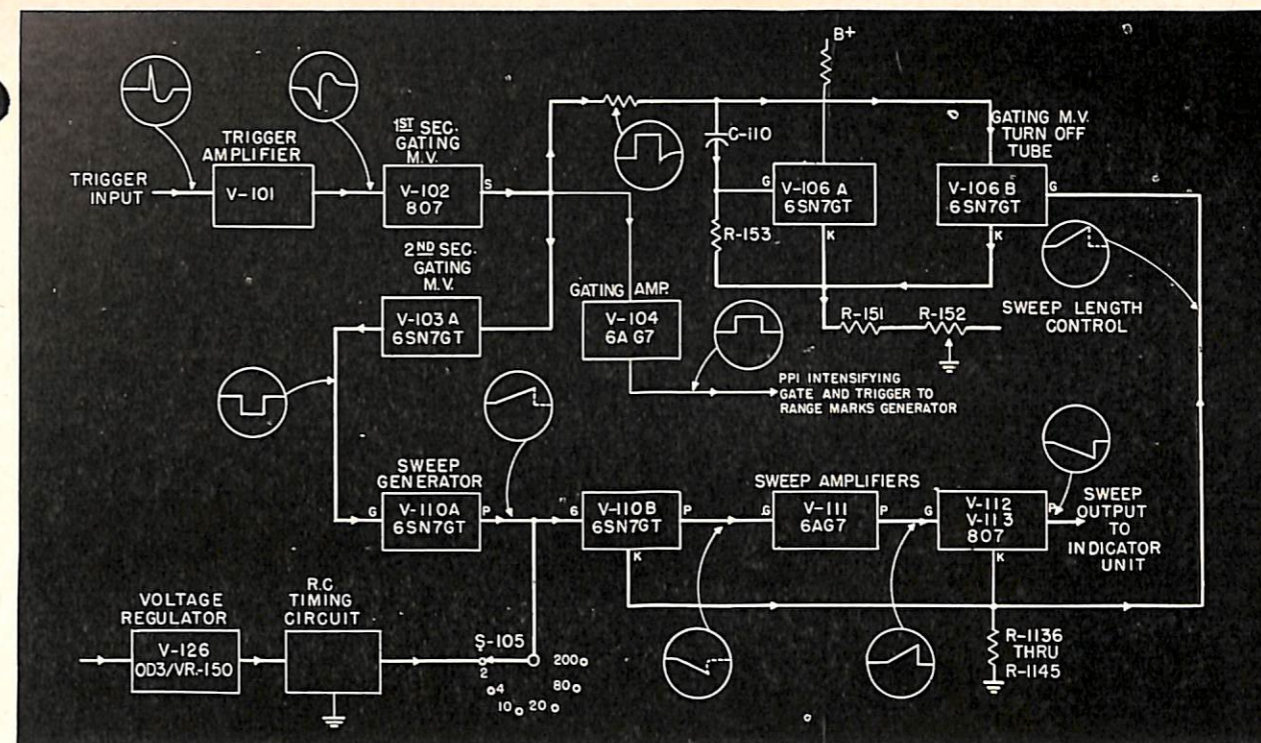 TRIGGER
INPUT
TRIGGER
AMPLIFIER
V-101
1ST SEC.
GATING
M.V.
V-102
807
S
2ND SEC.
GATING
M.V.
V-103 A
6SN7GT
GATING AMP.
V-104
6AG7
PPI INTENSIFYING
GATE AND TRIGGER TO
RANGE MARKS GENERATOR
B+
C-110
R-153
G
V-106 A
6SN7GT
K
GATING M.V.
TURN OFF
TUBE
V-106 B
6SN7GT
G
K
R-151
R-152
SWEEP LENGTH
CONTROL
SWEEP
GENERATOR
G
V-110A
6SN7GT
P
G
V-110B
6SN7GT
P
K
SWEEP AMPLIFIERS
G
V-111
6AG7
P
G
V-112
V-113
807
P
K
SWEEP
OUTPUT
TO
INDICATOR
UNIT
R-1136
THRU
R-1145
VOLTAGE
REGULATOR
V-126
OD3/VR-150
R.C
TIMING
CIRCUIT
S-105
2
4
10
20
80
200